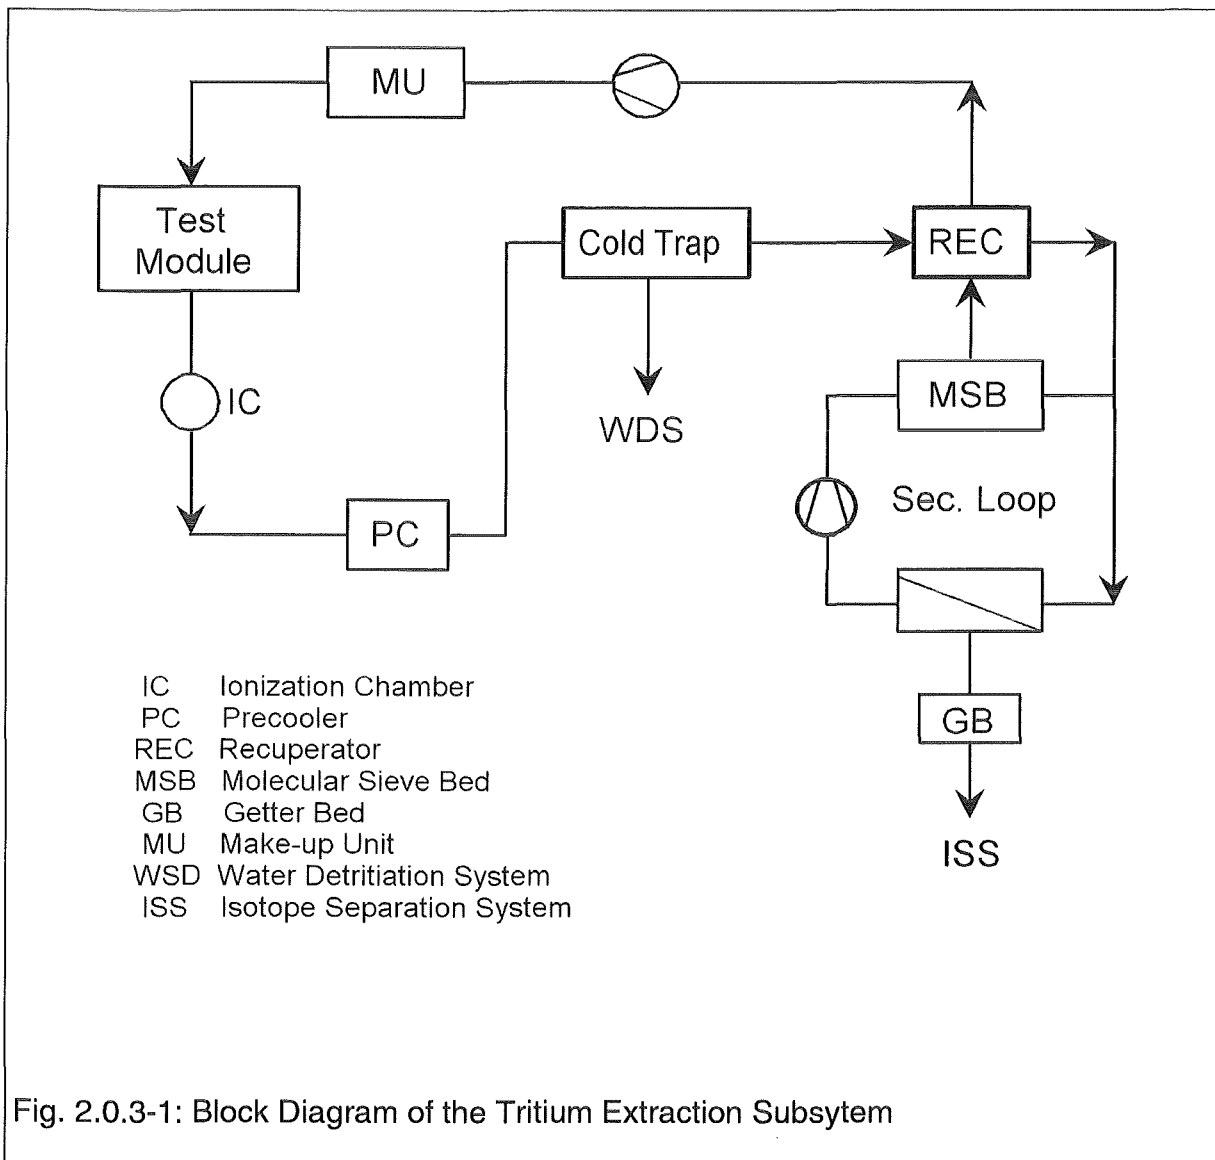 MU
Test
Module
Cold Trap
REC
IC
WDS
MSB
PC
Sec. Loop
GB
ISS
IC Ionization Chamber
PC Precooler
REC Recuperator
MSB Molecular Sieve Bed
GB Getter Bed
MU Make-up Unit
WSD Water Detritiation System
ISS Isotope Separation System
Fig. 2.0.3-1: Block Diagram of the Tritium Extraction Subsytem